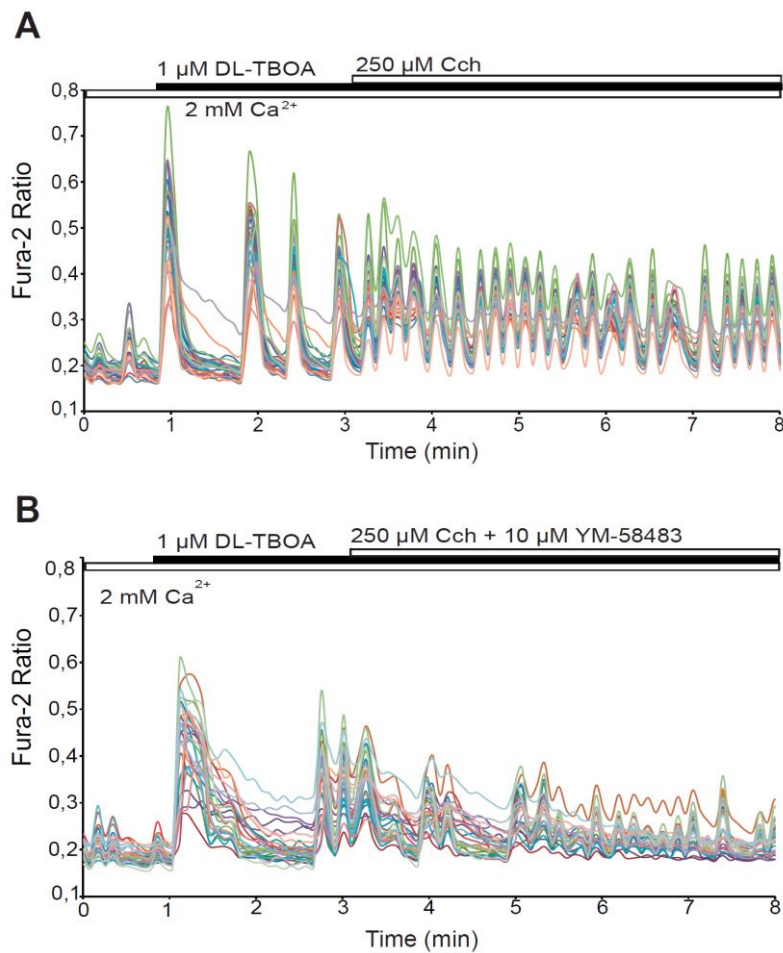 A
1 µM DL-TBOA
250 µM Cch
2 mM Ca²⁺
0,8
0,7
0,6
0,5
0,4
0,3
0,2
0,1
Fura-2 Ratio
0 1 2 3 4 5 6 7 8
Time (min)
B
1 µM DL-TBOA
250 µM Cch + 10 µM YM-58483
2 mM Ca²⁺
0,8
0,7
0,6
0,5
0,4
0,3
0,2
0,1
Fura-2 Ratio
0 1 2 3 4 5 6 7 8
Time (min)